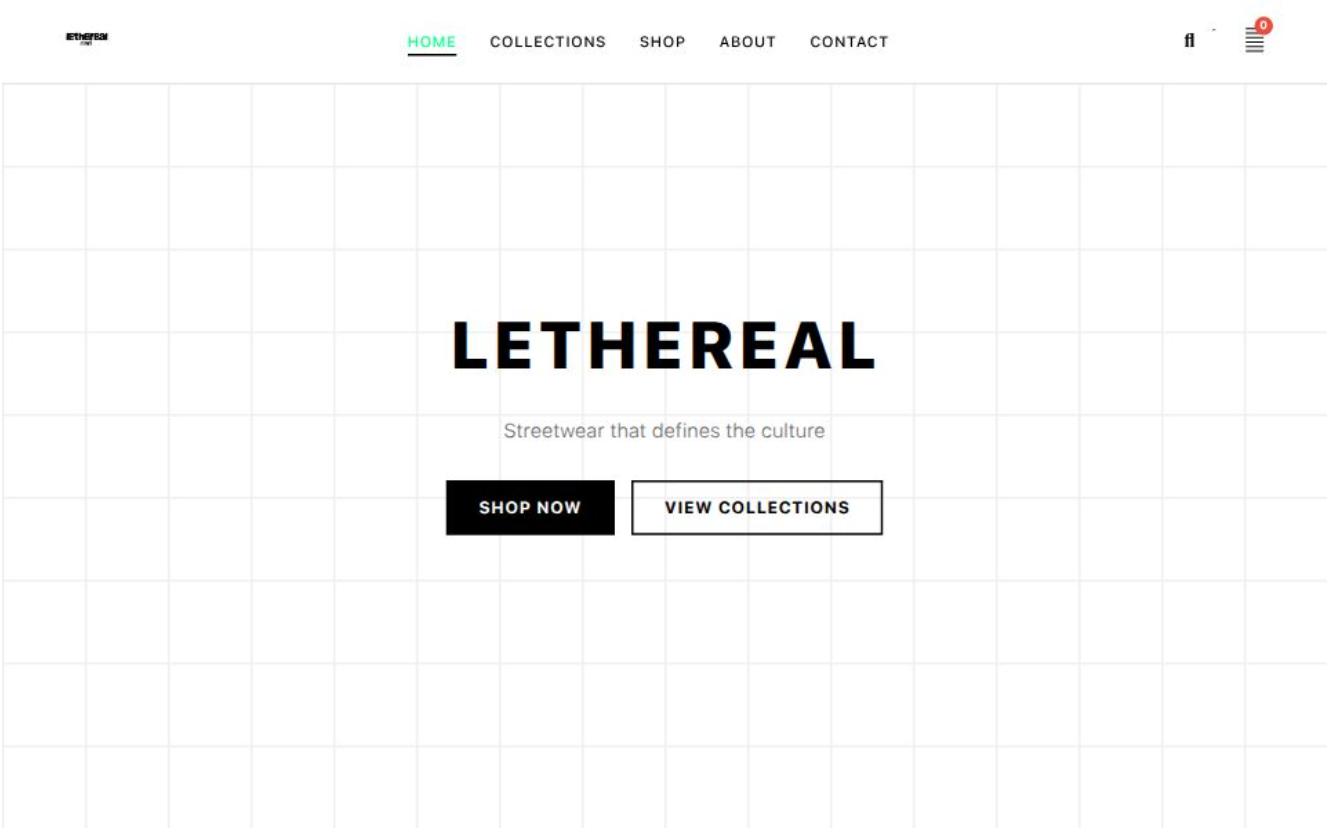 lethereal
HOME COLLECTIONS SHOP ABOUT CONTACT
fl
0
LETHEREAL
Streetwear that defines the culture
SHOP NOW VIEW COLLECTIONS